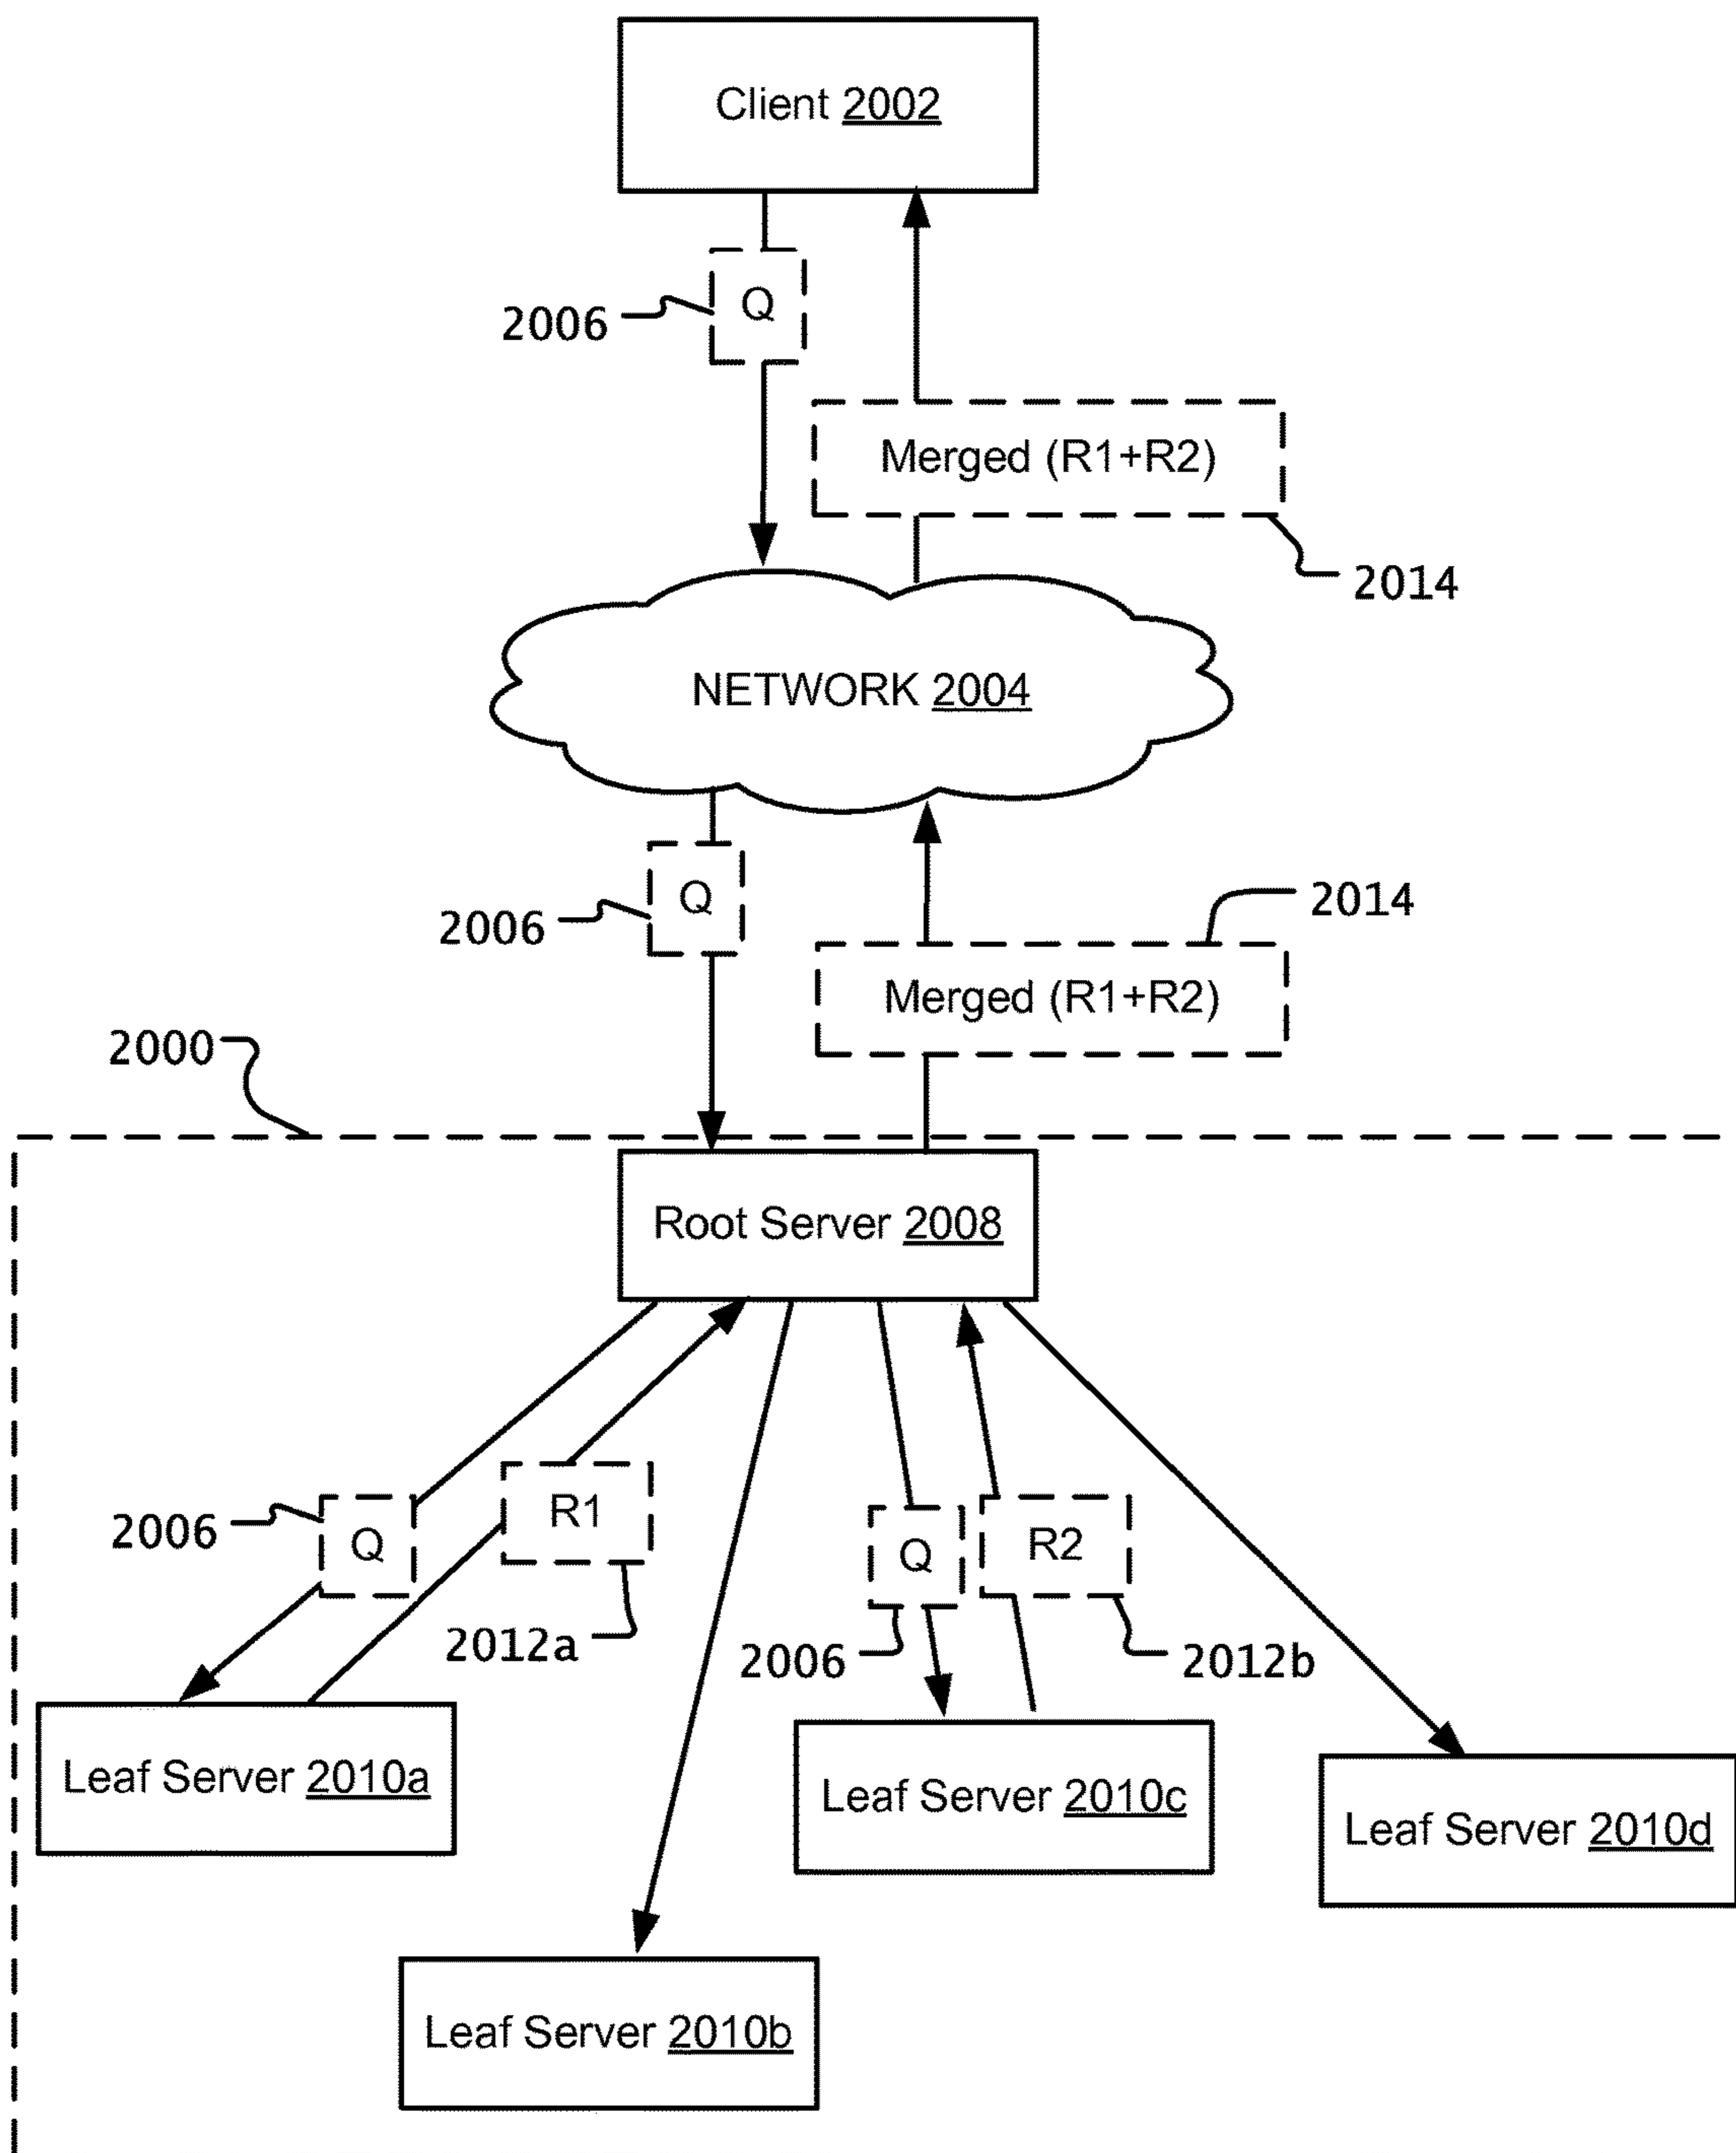 Client 2002
Q
2006
Merged (R1+R2)
2014
NETWORK 2004
Q
2006
2014
Merged (R1+R2)
2000
Root Server 2008
2006
Q
R1
2012a
Q
2006
R2
2012b
Leaf Server 2010a
Leaf Server 2010c
Leaf Server 2010d
Leaf Server 2010b